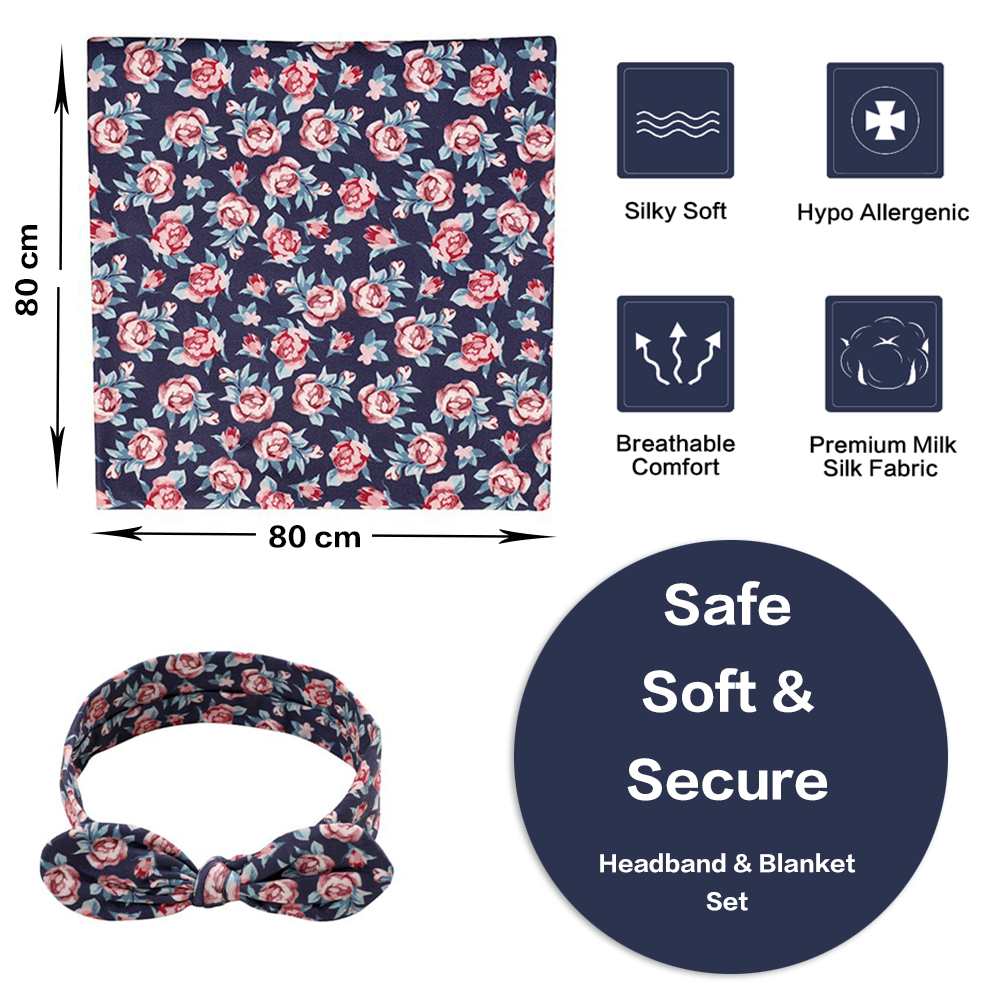 80 cm
80 cm
Silky Soft
Hypo Allergenic
Breathable
Comfort
Premium Milk
Silk Fabric
Safe
Soft &
Secure
Headband & Blanket
Set